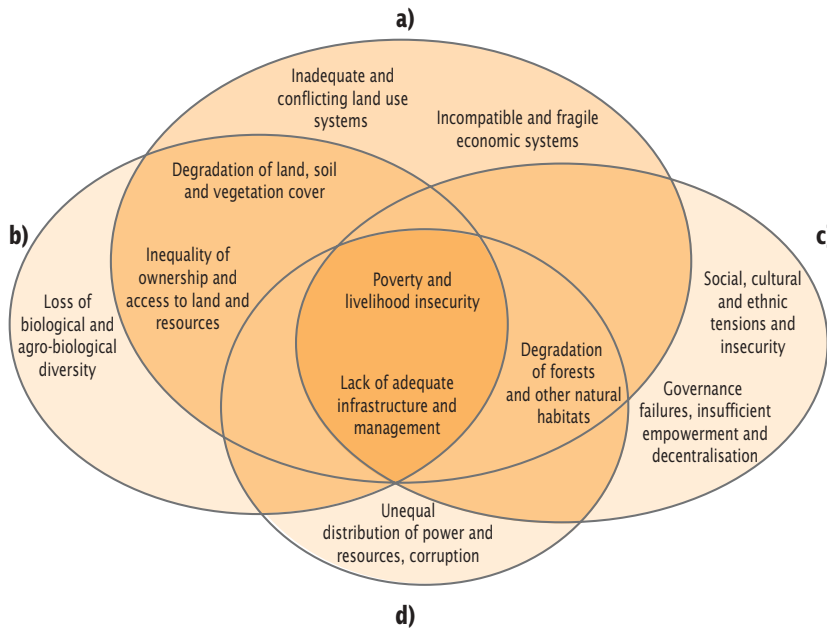 a)
Inadequate and
conflicting land use
systems
Incompatible and fragile
economic systems
Degradation of land, soil
and vegetation cover
b)
c)
Inequality of
ownership and
access to land and
resources
Loss of
biological and
agro-biological
diversity
Poverty and
livelihood insecurity
Social, cultural
and ethnic
tensions and
insecurity
Degradation
of forests
and other natural
habitats
Lack of adequate
infrastructure and
management
Governance
failures, insufficient
empowerment and
decentralisation
Unequal
distribution of power and
resources, corruption
d)